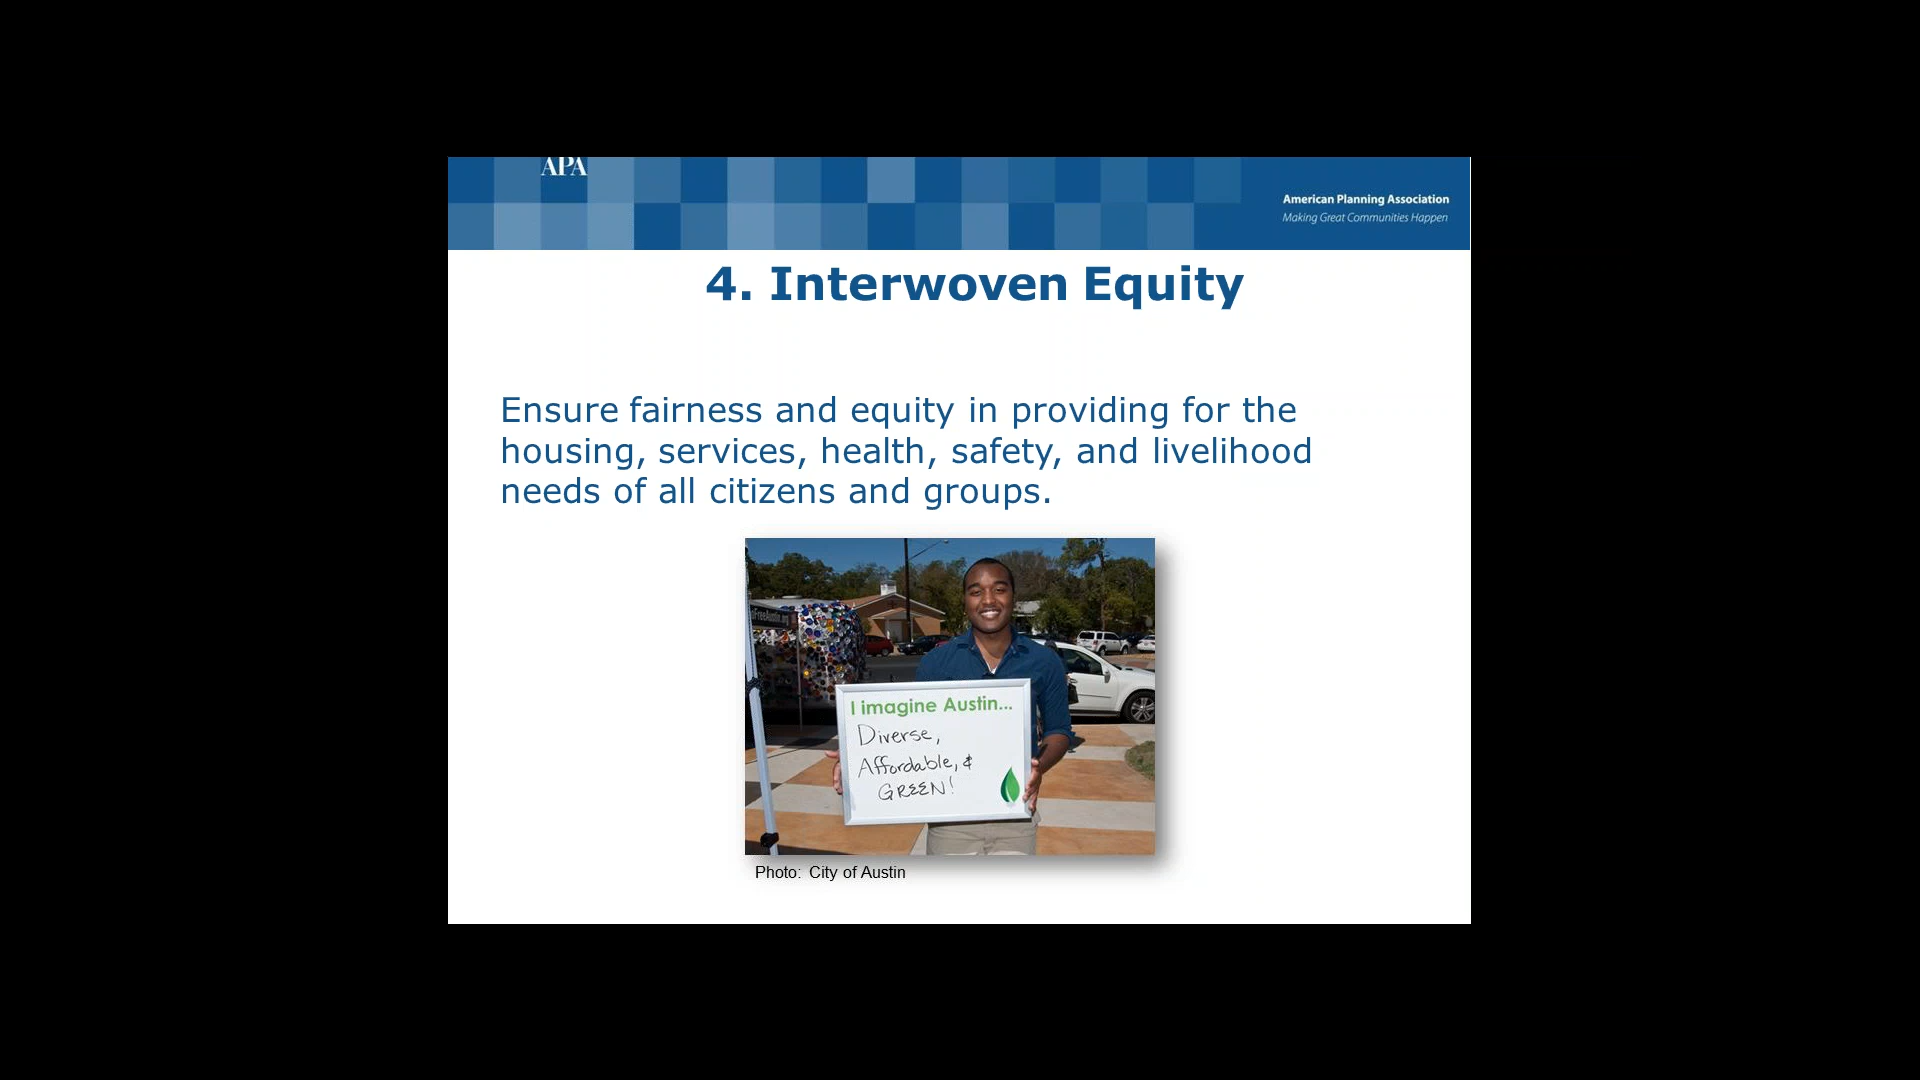 APA
American Planning Association
Making Great Communities Happen
4. Interwoven Equity
Ensure fairness and equity in providing for the
housing, services, health, safety, and livelihood
needs of all citizens and groups.
I imagine Austin...
Diverse,
Affordable, &
GREEN!
Photo: City of Austin